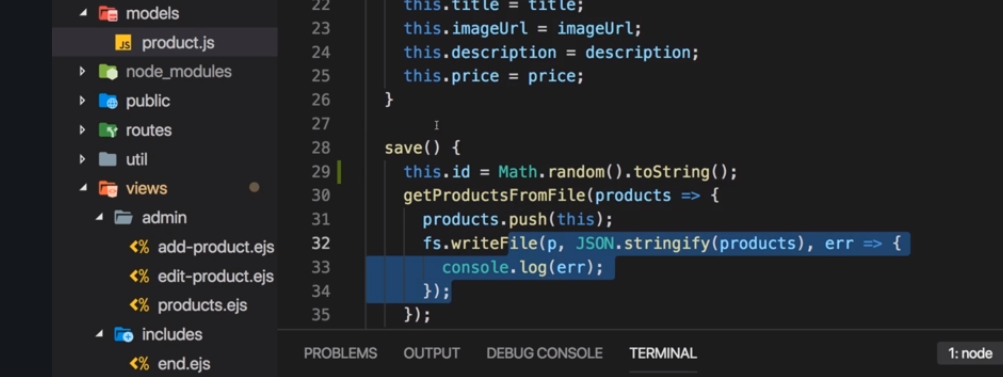 models
JS product.js
node_modules
public
routes
util
views
admin
<% add-product.ejs
<% edit-product.ejs
<% products.ejs
includes
<% end.ejs
22 this.title = title;
23 this.imageUrl = imageUrl;
24 this.description = description;
25 this.price = price;
26 }
27
28 save() {
29 this.id = Math.random().toString();
30 getProductsFromFile(products => {
31 products.push(this);
32 fs.writeFile(p, JSON.stringify(products), err => {
33 console.log(err);
34 });
35 });
PROBLEMS OUTPUT DEBUG CONSOLE TERMINAL 1: node